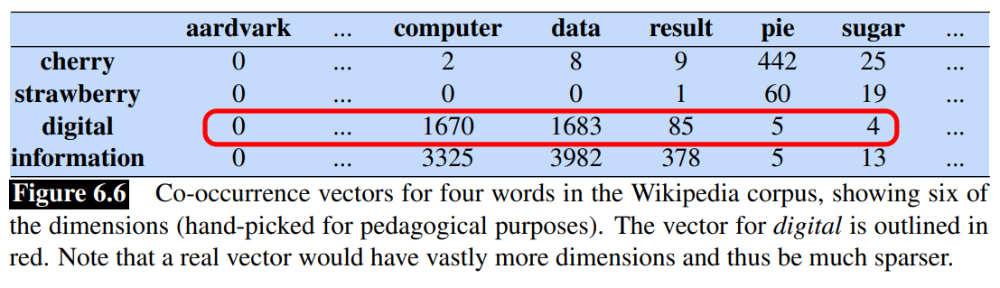 aardvark ... computer data result pie sugar ...
cherry 0 ... 2 8 9 442 25 ...
strawberry 0 ... 0 0 1 60 19 ...
digital 0 ... 1670 1683 85 5 4 ...
information 0 ... 3325 3982 378 5 13 ...
Figure 6.6 Co-occurrence vectors for four words in the Wikipedia corpus, showing six of
the dimensions (hand-picked for pedagogical purposes). The vector for digital is outlined in
red. Note that a real vector would have vastly more dimensions and thus be much sparser.